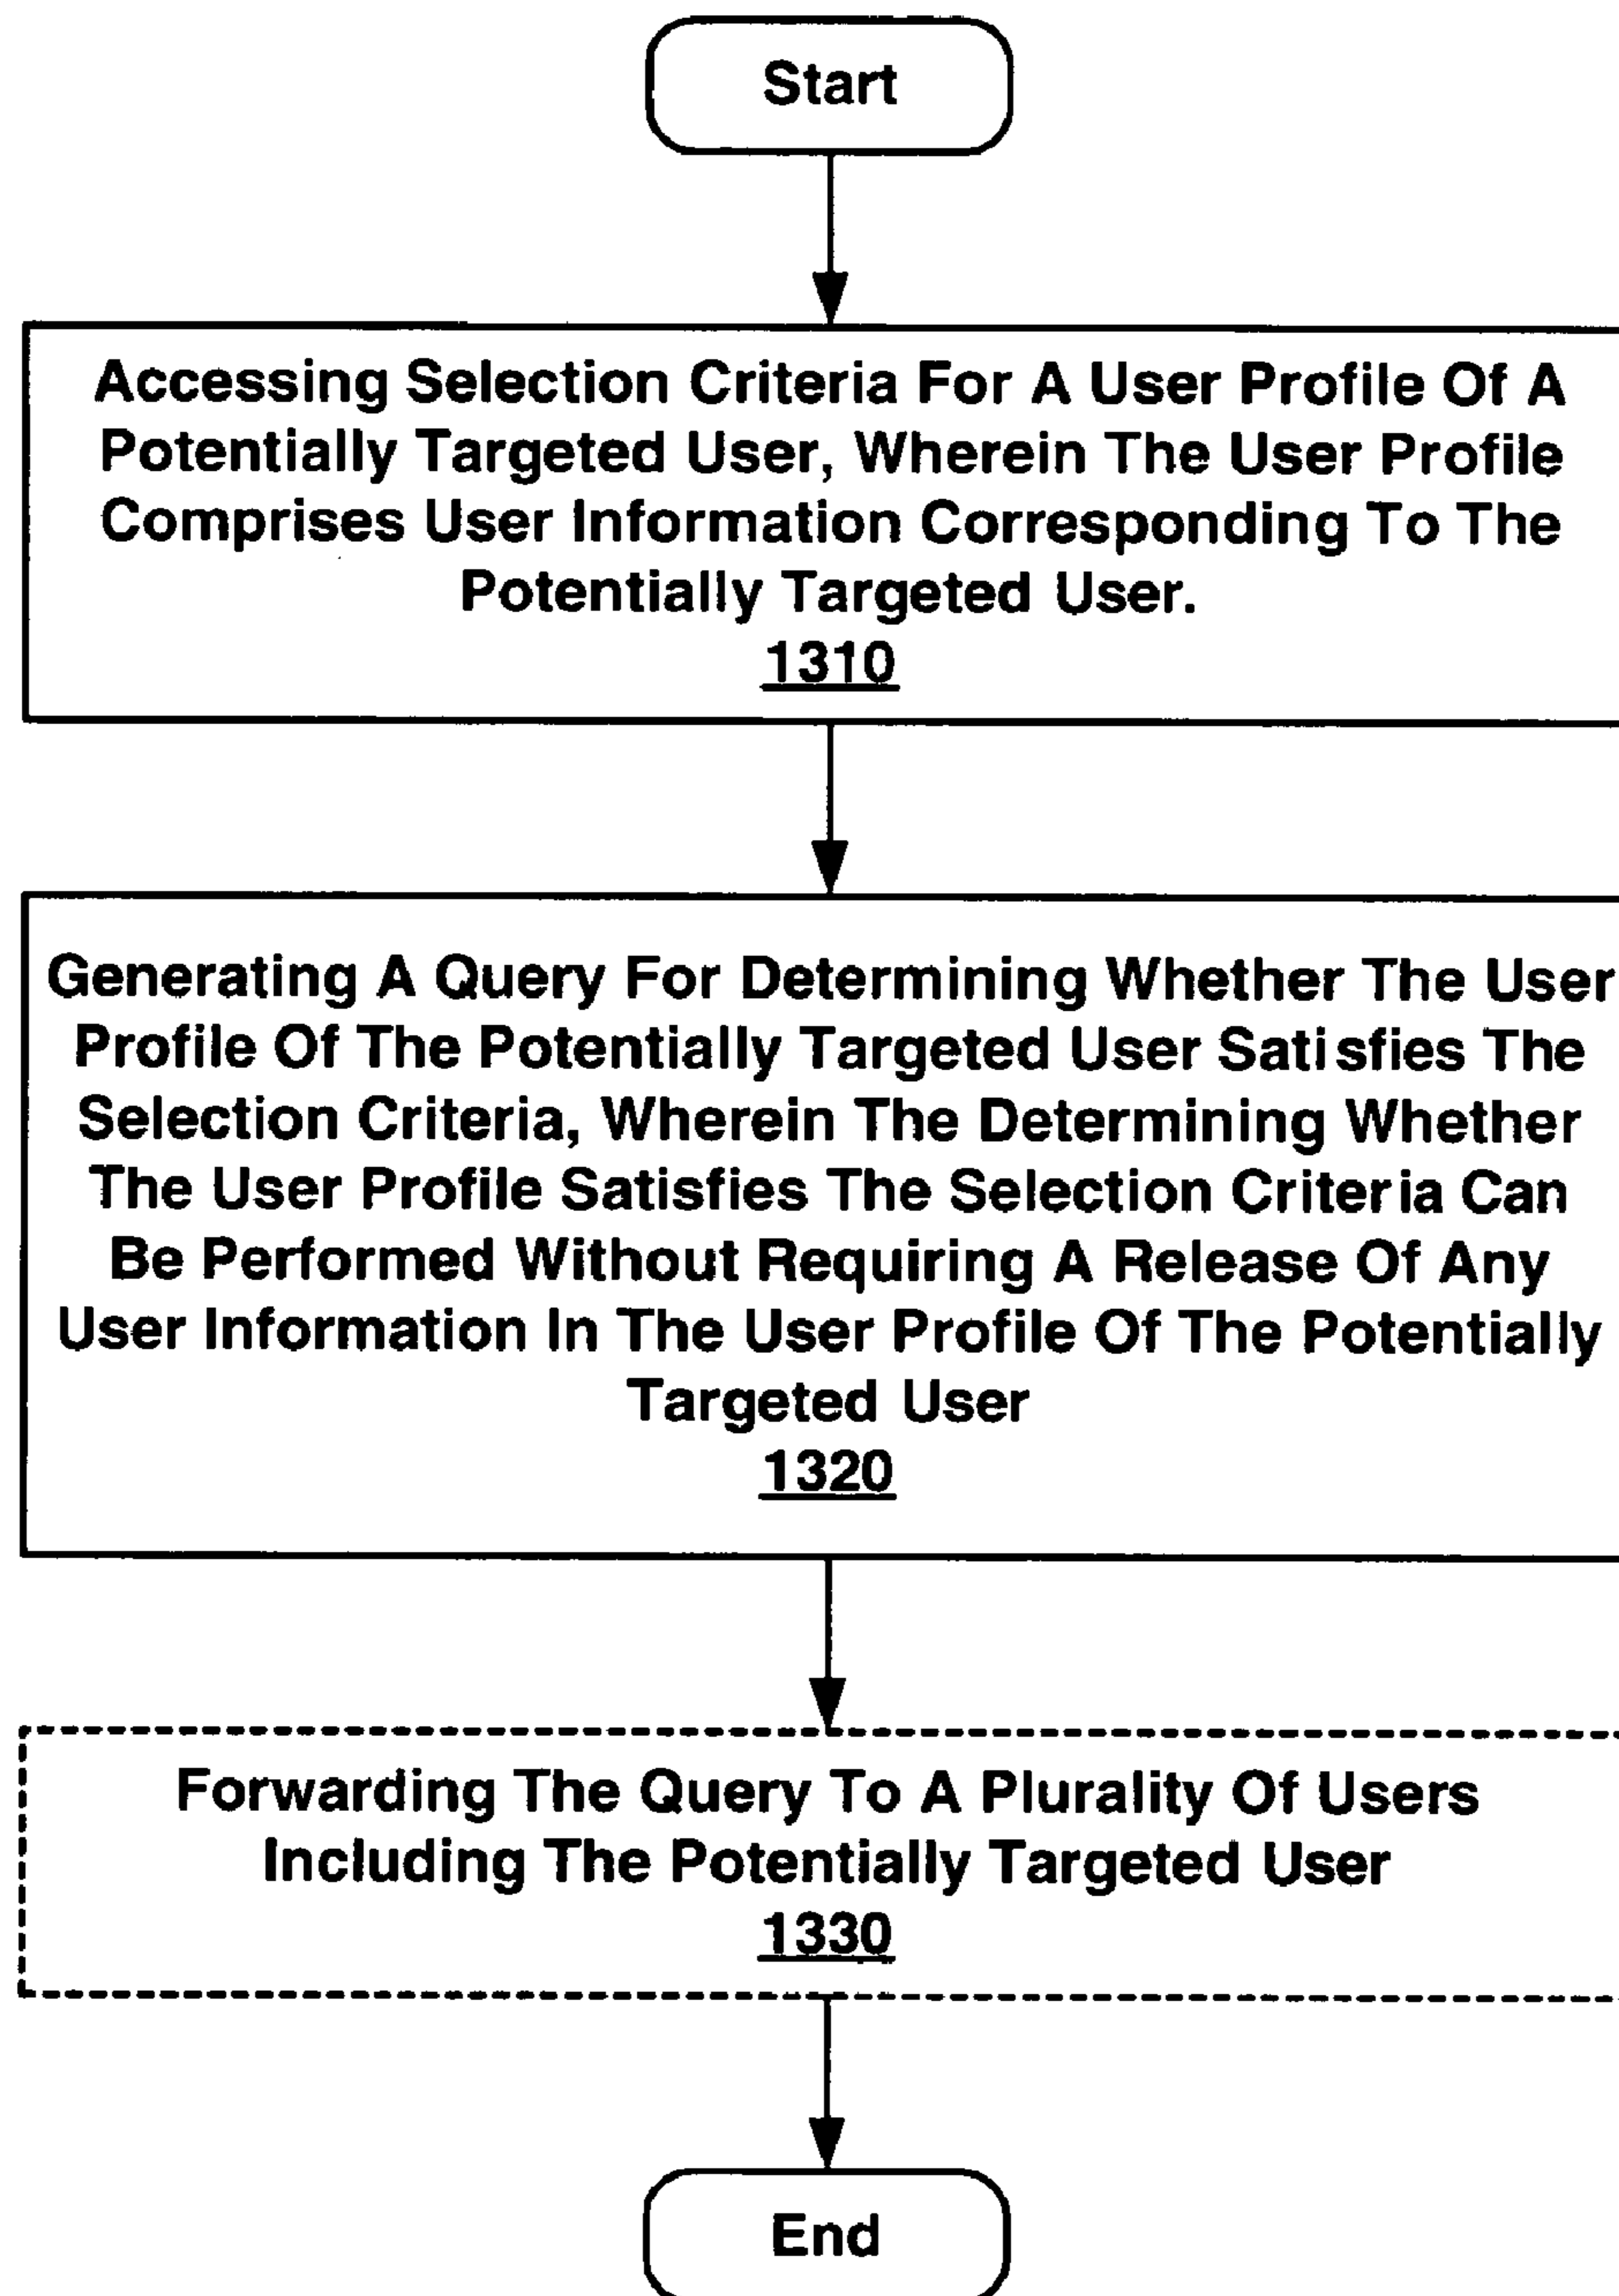 Start
Accessing Selection Criteria For A User Profile Of A
Potentially Targeted User, Wherein The User Profile
Comprises User Information Corresponding To The
Potentially Targeted User.
1310
Generating A Query For Determining Whether The User
Profile Of The Potentially Targeted User Satisfies The
Selection Criteria, Wherein The Determining Whether
The User Profile Satisfies The Selection Criteria Can
Be Performed Without Requiring A Release Of Any
User Information In The User Profile Of The Potentially
Targeted User
1320
Forwarding The Query To A Plurality Of Users
Including The Potentially Targeted User
1330
End